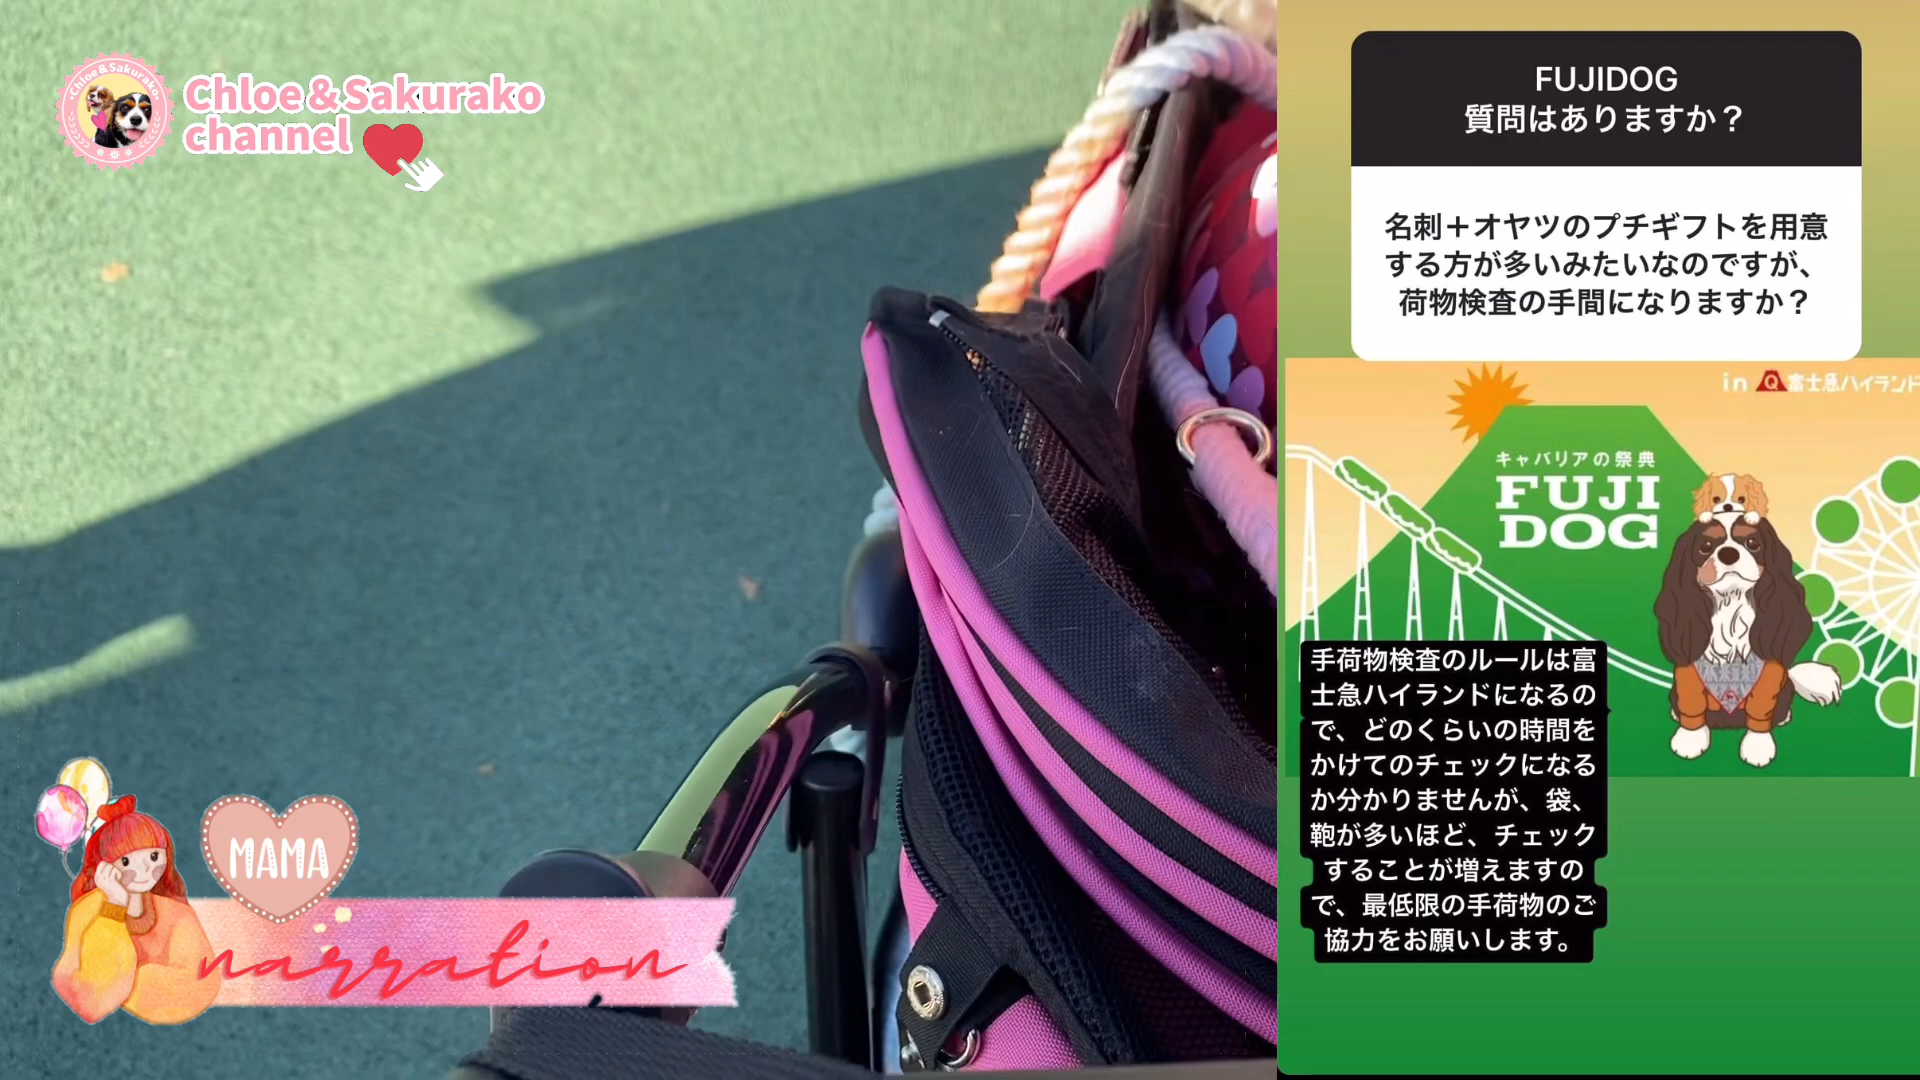 Chloe&Sakurako
Chloe&Sakurako
channel
MAMA
narration
FUJIDOG
質問はありますか？
名刺＋オヤツのプチギフトを用意
する方が多いみたいなのですが、
荷物検査の手間になりますか？
in Q富士急ハイランド
キャバリアの祭典
FUJI
DOG
手荷物検査のルールは富
士急ハイランドになるの
で、どのくらいの時間を
かけてのチェックになる
か分かりませんが、袋、
鞄が多いほど、チェック
することが増えますの
で、最低限の手荷物のご
協力をお願いします。